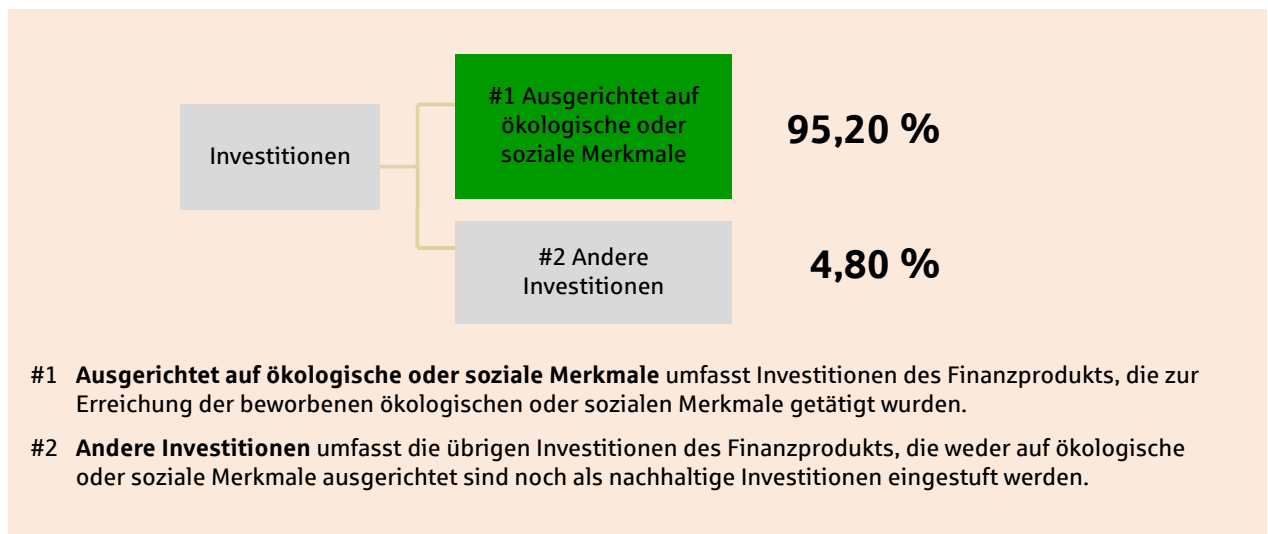 #1 Ausgerichtet auf
ökologische oder
soziale Merkmale
95,20 %
Investitionen
#2 Andere
Investitionen
4,80 %
#1 Ausgerichtet auf ökologische oder soziale Merkmale umfasst Investitionen des Finanzprodukts, die zur
Erreichung der beworbenen ökologischen oder sozialen Merkmale getätigt wurden.
#2 Andere Investitionen umfasst die übrigen Investitionen des Finanzprodukts, die weder auf ökologische
oder soziale Merkmale ausgerichtet sind noch als nachhaltige Investitionen eingestuft werden.